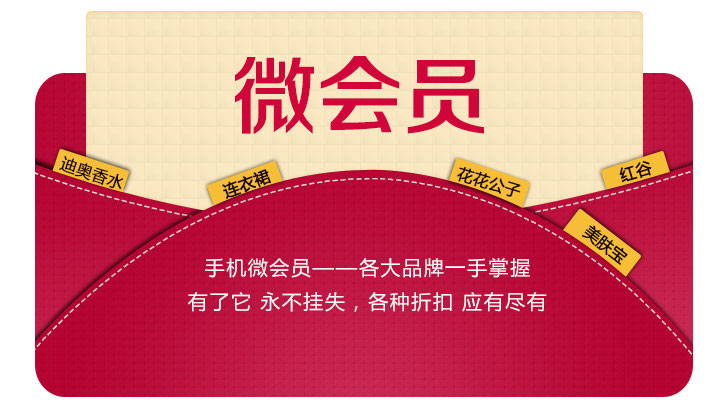 微会员
迪奥香水
连衣裙
花花公子
红谷
美肤宝
手机微会员——各大品牌一手掌握
有了它 永不挂失，各种折扣 应有尽有